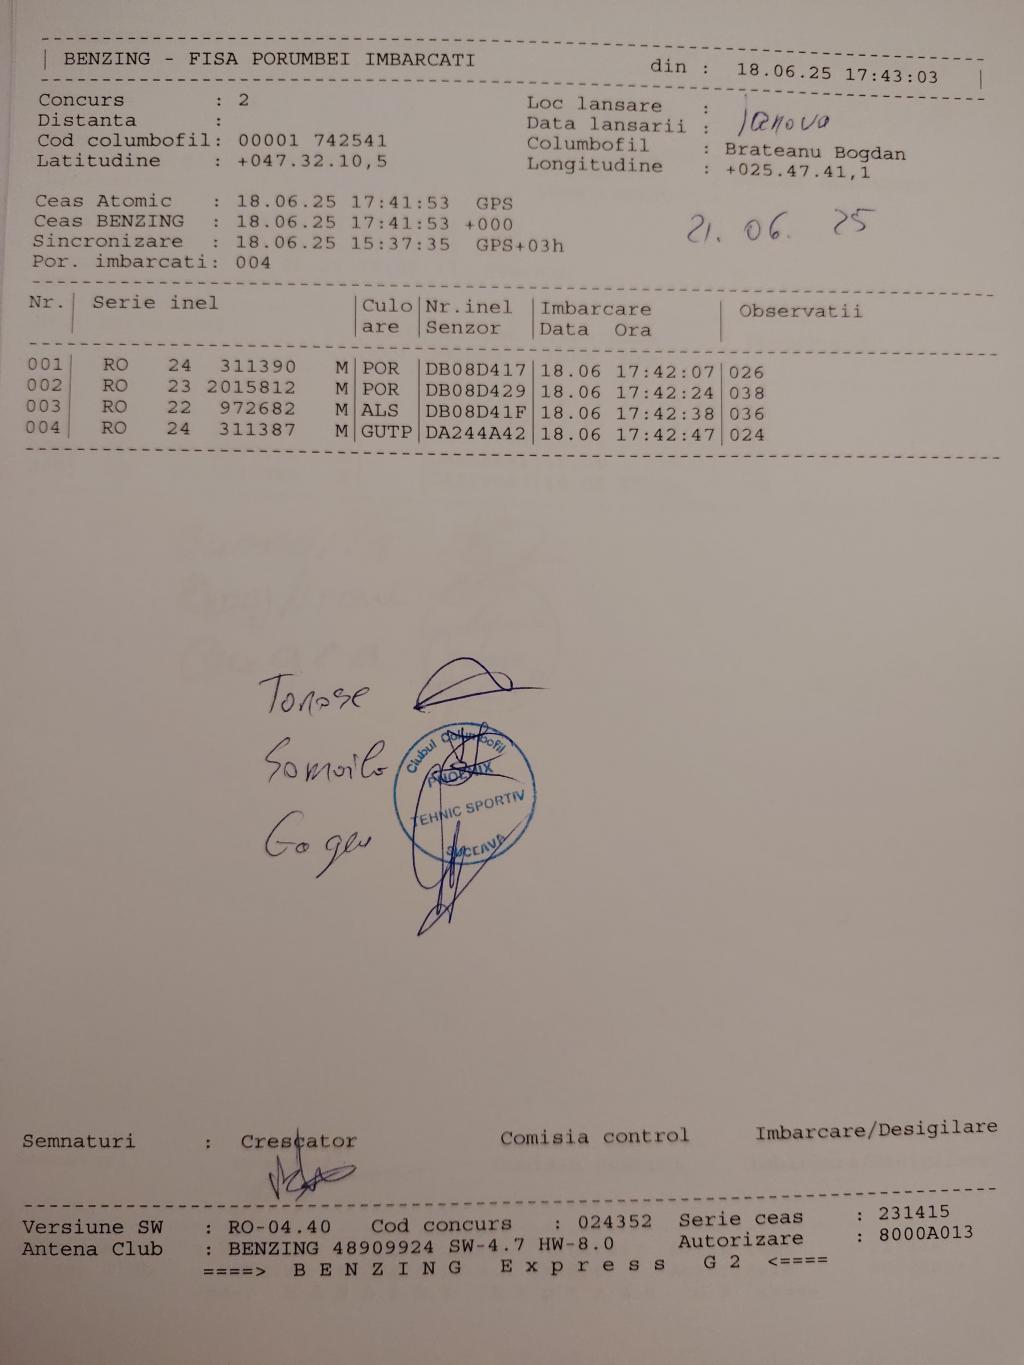 BENZING - FISA PORUMBEI IMBARCATI din : 18.06.25 17:43:03
Concurs : 2 Loc lansare :
Distanta : Data lansarii : Ianova
Cod columbofil: 00001 742541 Columbofil : Brateanu Bogdan
Latitudine : +047.32.10,5 Longitudine : +025.47.41,1
Ceas Atomic : 18.06.25 17:41:53 GPS
Ceas BENZING : 18.06.25 17:41:53 +000
21. 06. 25
Sincronizare : 18.06.25 15:37:35 GPS+03h
Por. imbarcati: 004
Nr. Serie inel Culo Nr.inel Imbarcare Observatii
are Senzor Data Ora
001 RO 24 311390 M POR DB08D417 18.06 17:42:07 026
002 RO 23 2015812 M POR DB08D429 18.06 17:42:24 038
003 RO 22 972682 M ALS DB08D41F 18.06 17:42:38 036
004 RO 24 311387 M GUTP DA244A42 18.06 17:42:47 024
Tanase
Samoila
Clubul Columbofil
PHOENIX
TEHNIC SPORTIV
SUCEAVA
Semnaturi : Crescator Comisia control Imbarcare/Desigilare
Versiune SW : RO-04.40 Cod concurs : 024352 Serie ceas : 231415
Antena Club : BENZING 48909924 SW-4.7 HW-8.0 Autorizare : 8000A013
====> B E N Z I N G E x p r e s s G 2 <====